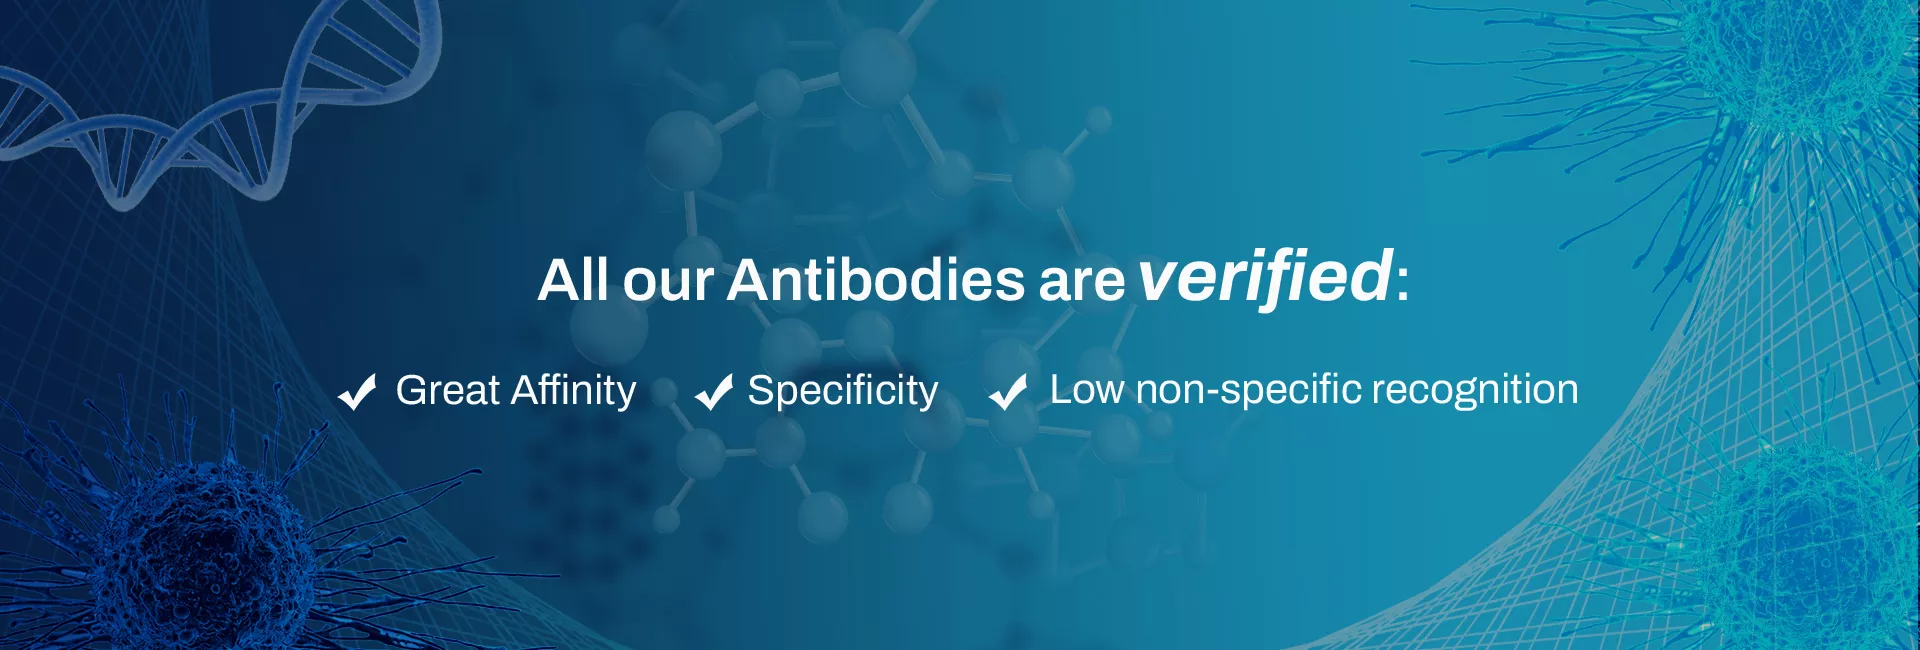 All our Antibodies are verified:
Great Affinity Specificity Low non-specific recognition